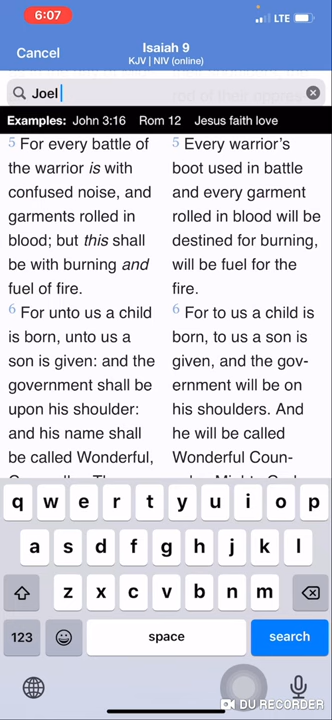 6:07
LTE
Cancel
Isaiah 9
KJV | NIV (online)
Joel
Examples: John 3:16 Rom 12 Jesus faith love
5 For every battle of
the warrior is with
confused noise, and
garments rolled in
blood; but this shall
be with burning and
fuel of fire.
6 For unto us a child
is born, unto us a
son is given: and the
government shall be
upon his shoulder:
and his name shall
be called Wonderful,
5 Every warrior's
boot used in battle
and every garment
rolled in blood will be
destined for burning,
will be fuel for the
fire.
6 For to us a child is
born, to us a son is
given, and the gov-
ernment will be on
his shoulders. And
he will be called
Wonderful Coun-
q w e r t y u i o p
a s d f g h j k l
z x c v b n m
123 space search
DU RECORDER